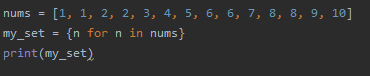 nums = [1, 1, 2, 2, 3, 4, 5, 6, 6, 7, 8, 8, 9, 10]
my_set = {n for n in nums}
print(my_set)